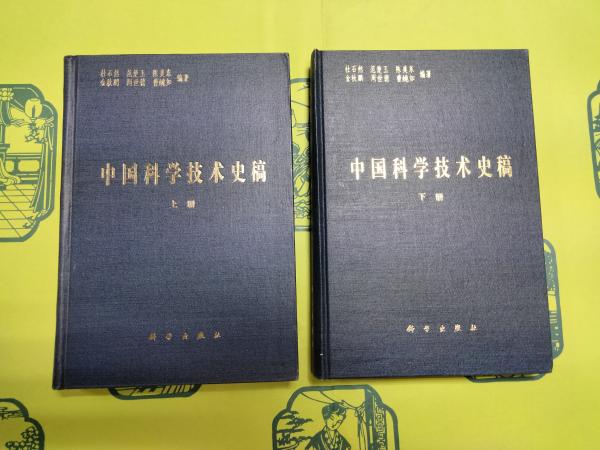 杜石然 范楚玉 陈美东
金秋鹏 周世德 曹婉如 编著
中国科学技术史稿
上册
科学出版社
杜石然 范楚玉 陈美东
金秋鹏 周世德 曹婉如 编著
中国科学技术史稿
下册
科学出版社